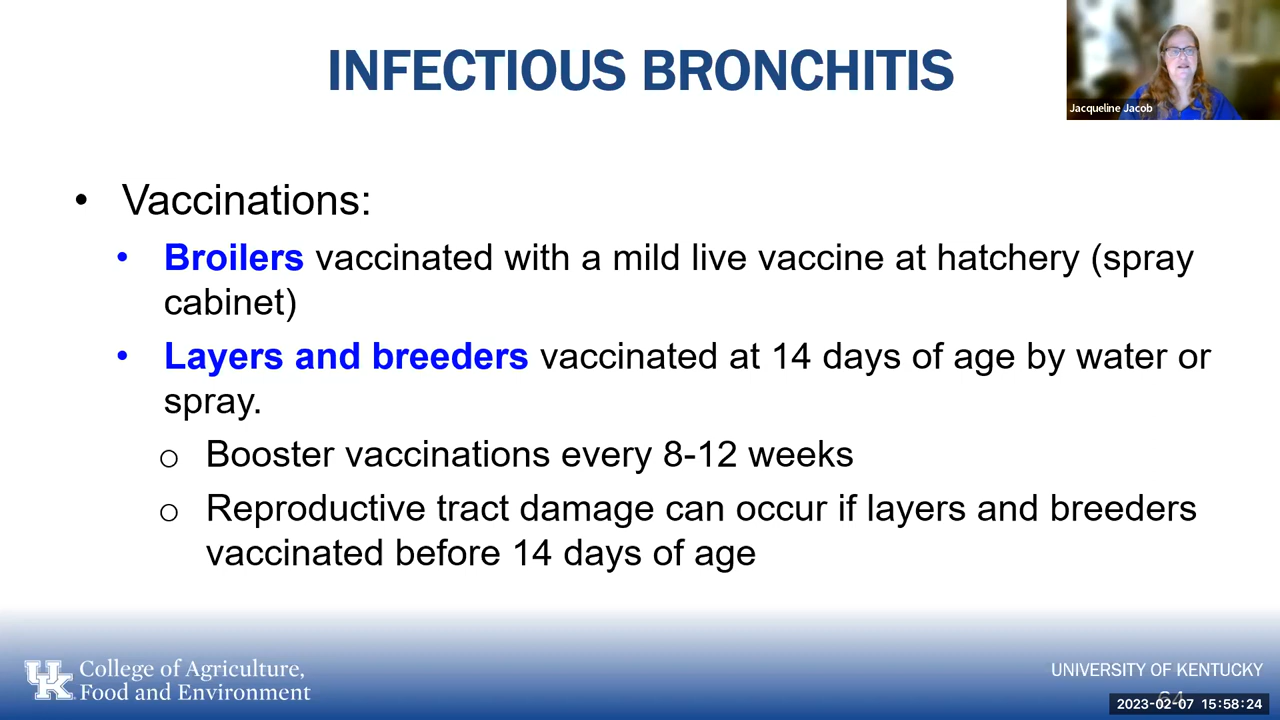 INFECTIOUS BRONCHITIS
Jacqueline Jacob
• Vaccinations:
• Broilers vaccinated with a mild live vaccine at hatchery (spray
cabinet)
• Layers and breeders vaccinated at 14 days of age by water or
spray.
o Booster vaccinations every 8-12 weeks
o Reproductive tract damage can occur if layers and breeders
vaccinated before 14 days of age
UK
College of Agriculture,
Food and Environment
UNIVERSITY OF KENTUCKY
64
2023-02-07 15:58:24